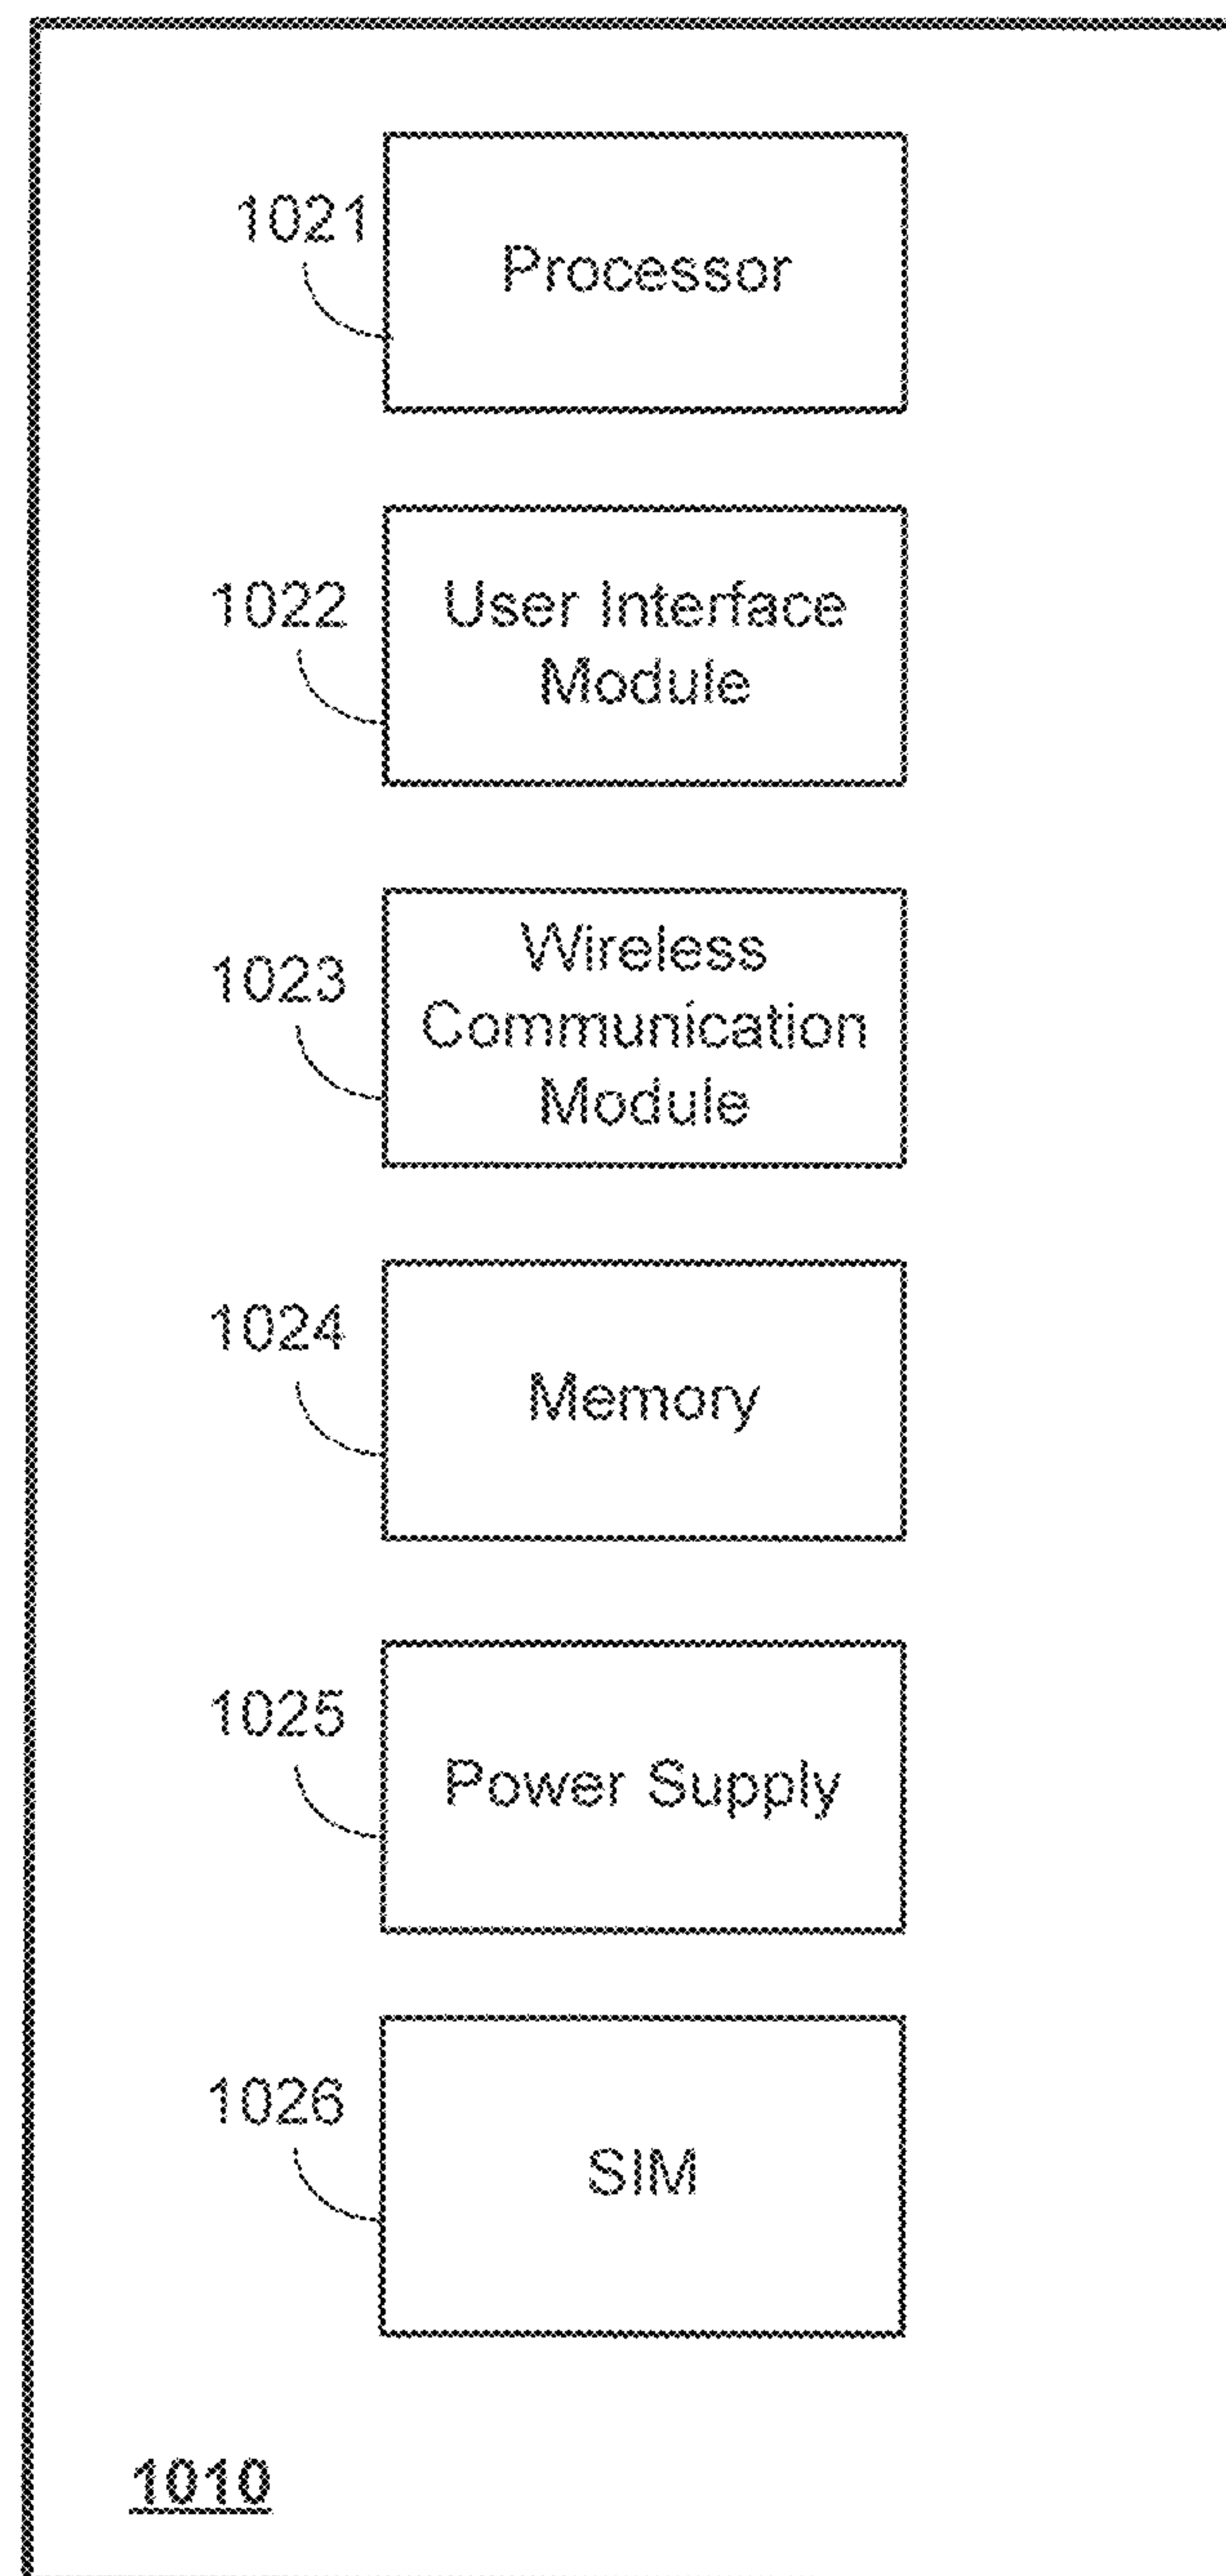 1021
Processor
1022
User Interface
Module
1023
Wireless
Communication
Module
1024
Memory
1025
Power Supply
1026
SIM
1010